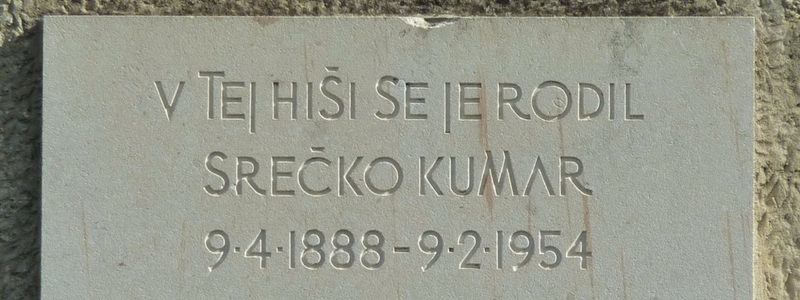 V TEJ HIŠI SE JE RODIL
SREČKO KUMAR
9·4·1888-9·2·1954